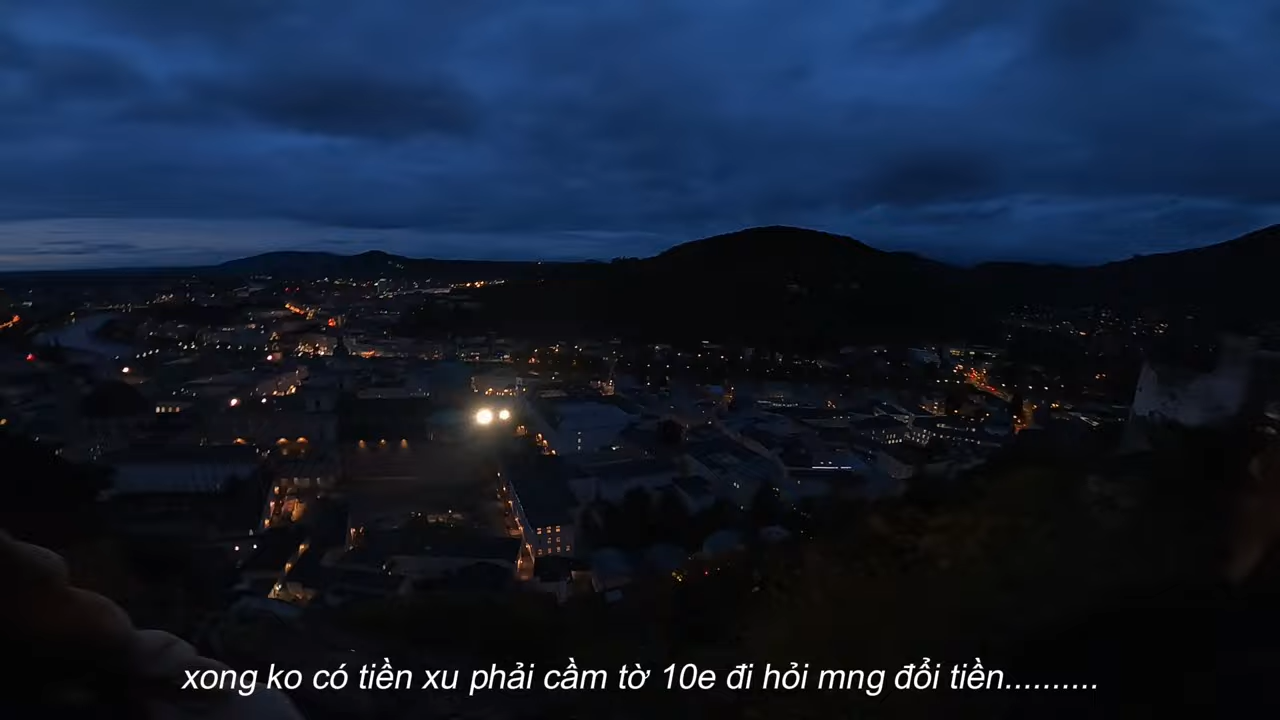 xong ko có tiền xu phải cầm tờ 10e đi hỏi mng đổi tiền..........